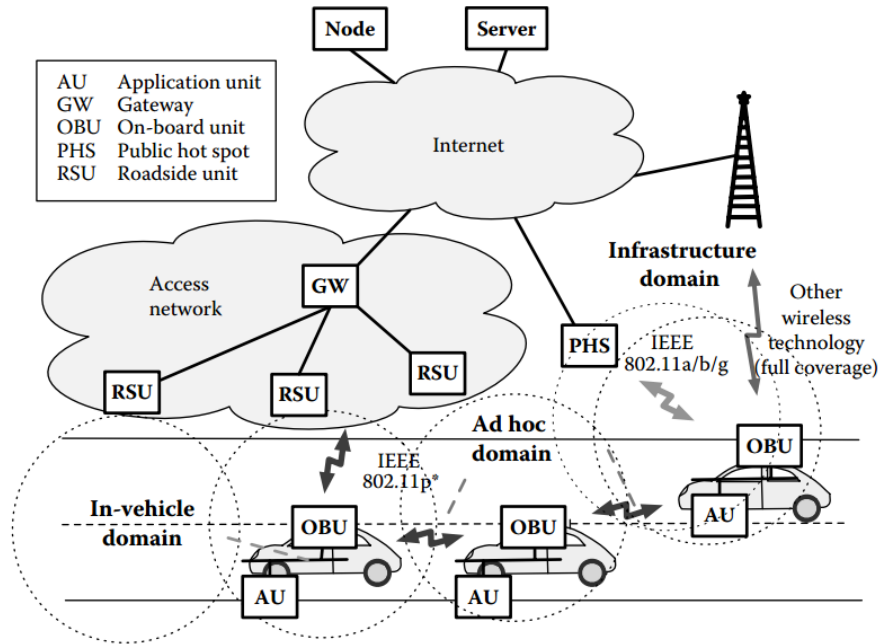 Node
Server
AU Application unit
GW Gateway
OBU On-board unit
PHS Public hot spot
RSU Roadside unit
Internet
Infrastructure
domain
Access
network
GW
Other
wireless
technology
(full coverage)
PHS
IEEE
802.11a/b/g
RSU
RSU
RSU
Ad hoc
domain
IEEE
802.11p*
OBU
In-vehicle
domain
OBU
OBU
AU
AU
AU